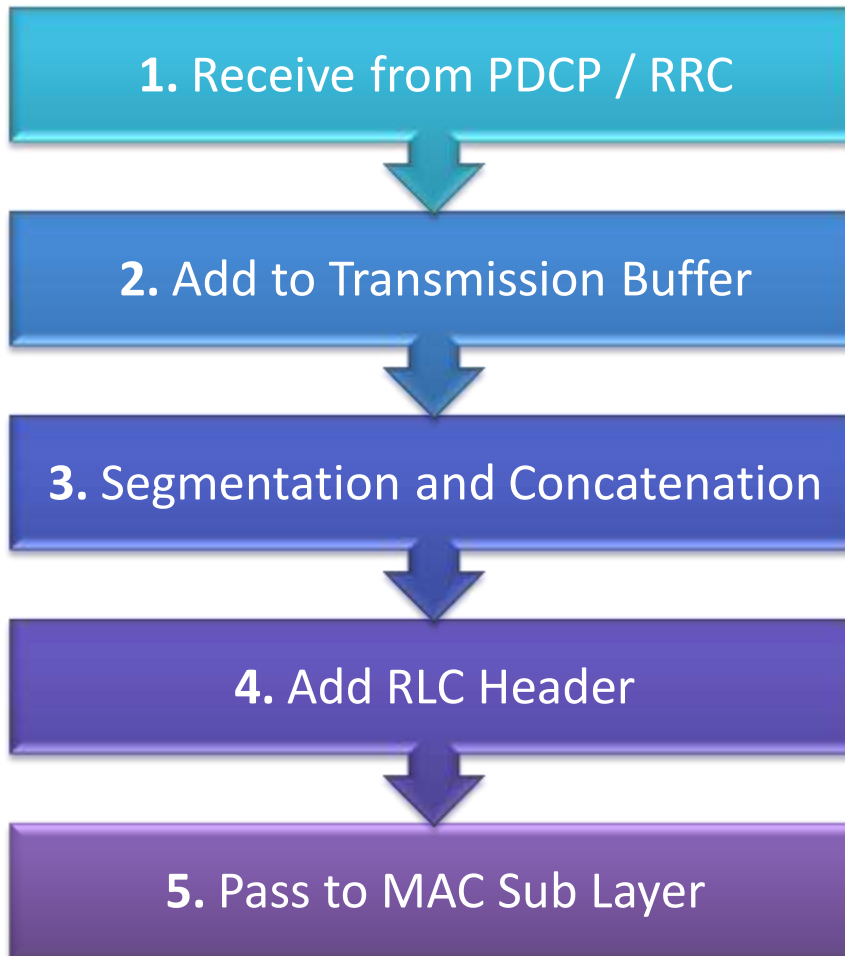 1. Receive from PDCP / RRC
2. Add to Transmission Buffer
3. Segmentation and Concatenation
4. Add RLC Header
5. Pass to MAC Sub Layer